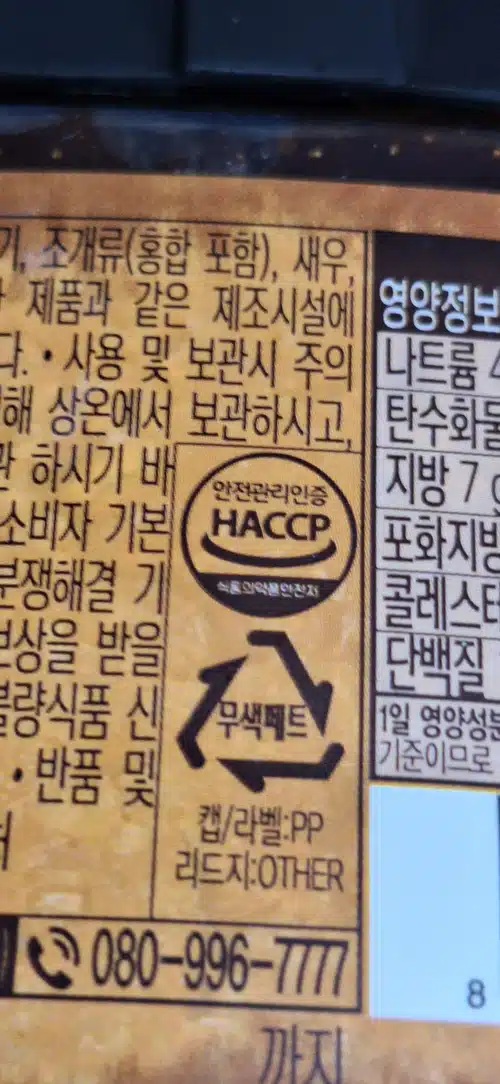 기, 조개류(홍합 포함), 새우,
제품과 같은 제조시설에
다. • 사용 및 보관시 주의
해 상온에서 보관하시고,
관 하시기 바
소비자 기본
분쟁해결 기
보상을 받을
불량식품 신
• 반품 및
안전관리인증
HACCP
식품의약품안전처
무색페트
캡/라벨:PP
리드지:OTHER
080-996-7777
까지
영양정보
나트륨 4
탄수화물
지방 7 g
포화지방
콜레스테
단백질
1일 영양성분
기준이므로
8